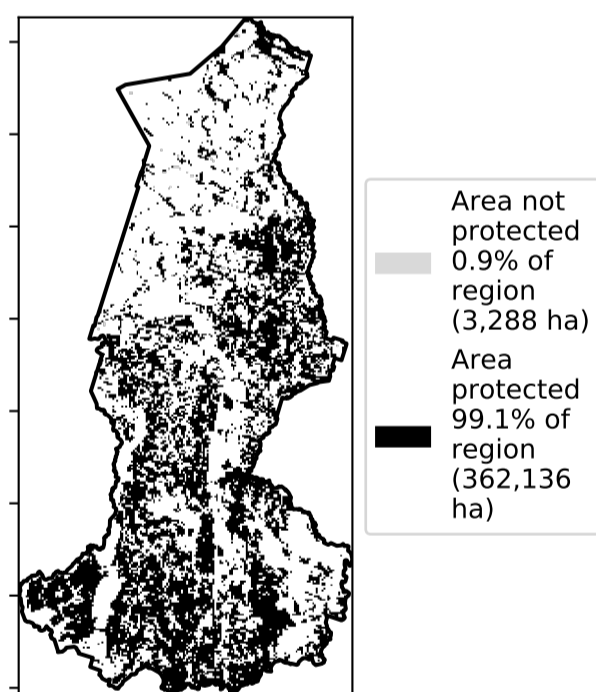 Area not
protected
0.9% of
region
(3,288 ha)
Area
protected
99.1% of
region
(362,136
ha)